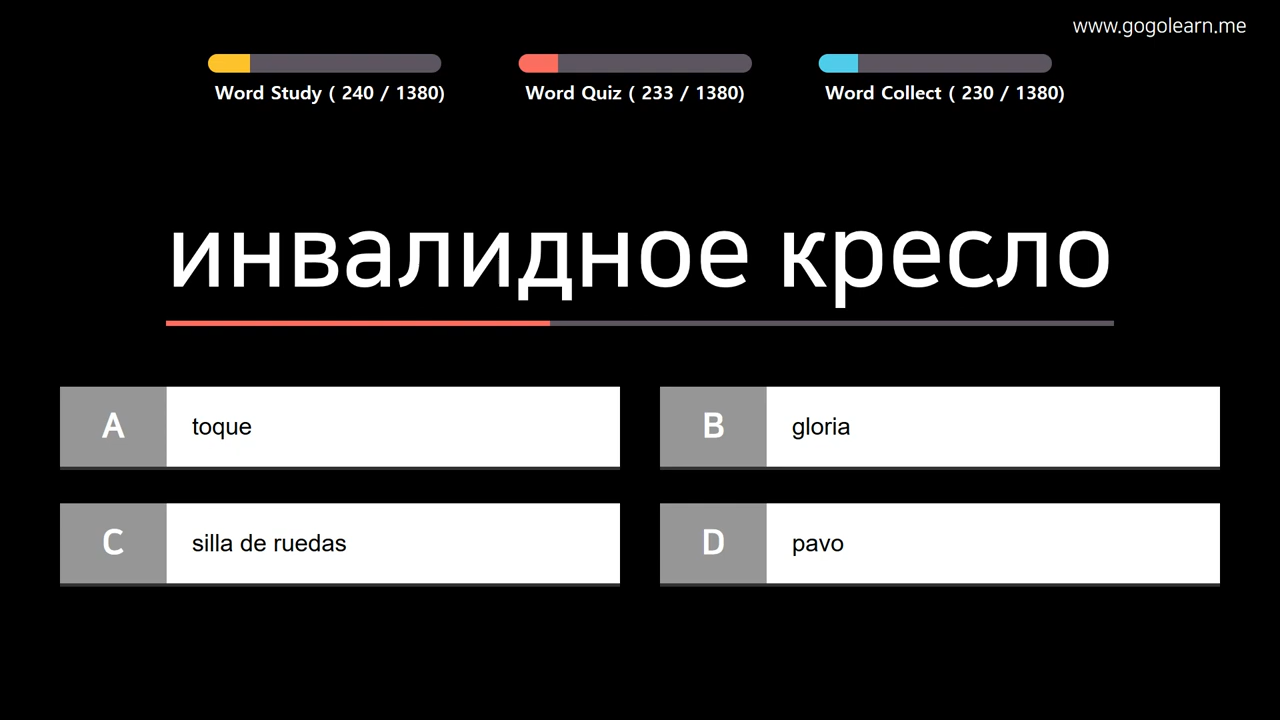 www.gogolearn.me
Word Study ( 240 / 1380)
Word Quiz ( 233 / 1380)
Word Collect ( 230 / 1380)
инвалидное кресло
A toque
B gloria
C silla de ruedas
D pavo